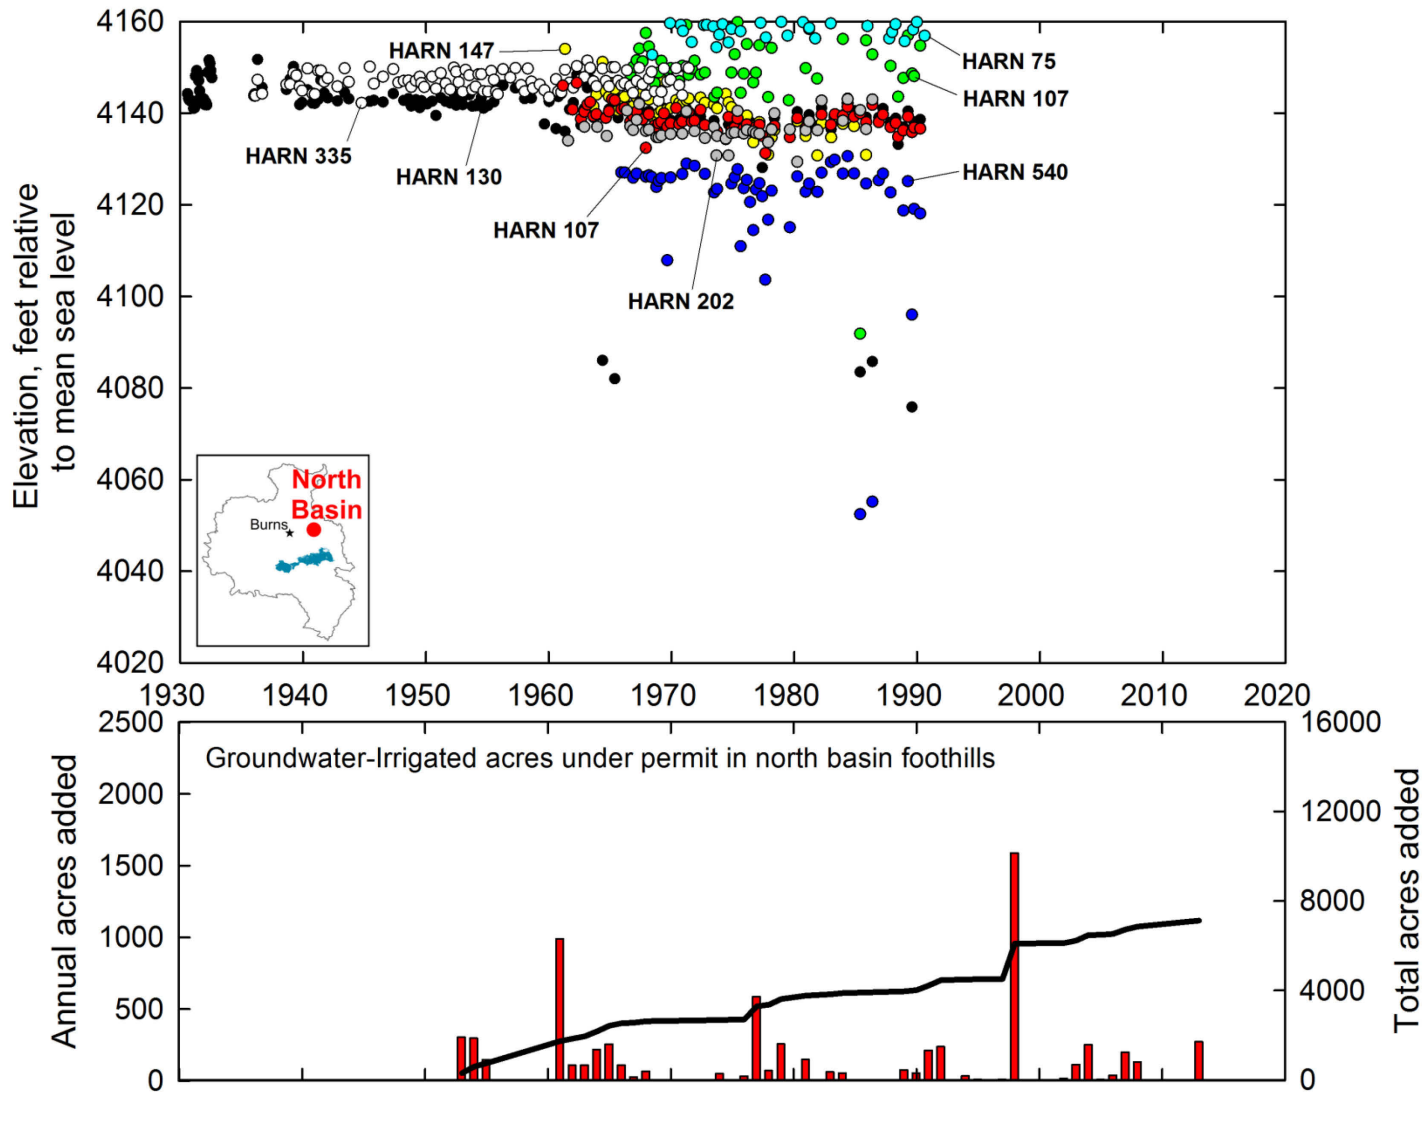 4160
4140
4120
4100
4080
4060
4040
4020
Elevation, feet relative
to mean sea level
HARN 147
HARN 75
HARN 107
HARN 335
HARN 130
HARN 540
HARN 107
HARN 202
North
Basin
Burns
1930 1940 1950 1960 1970 1980 1990 2000 2010 2020
2500
2000
1500
1000
500
0
Annual acres added
Groundwater-Irrigated acres under permit in north basin foothills
16000
12000
8000
4000
0
Total acres added